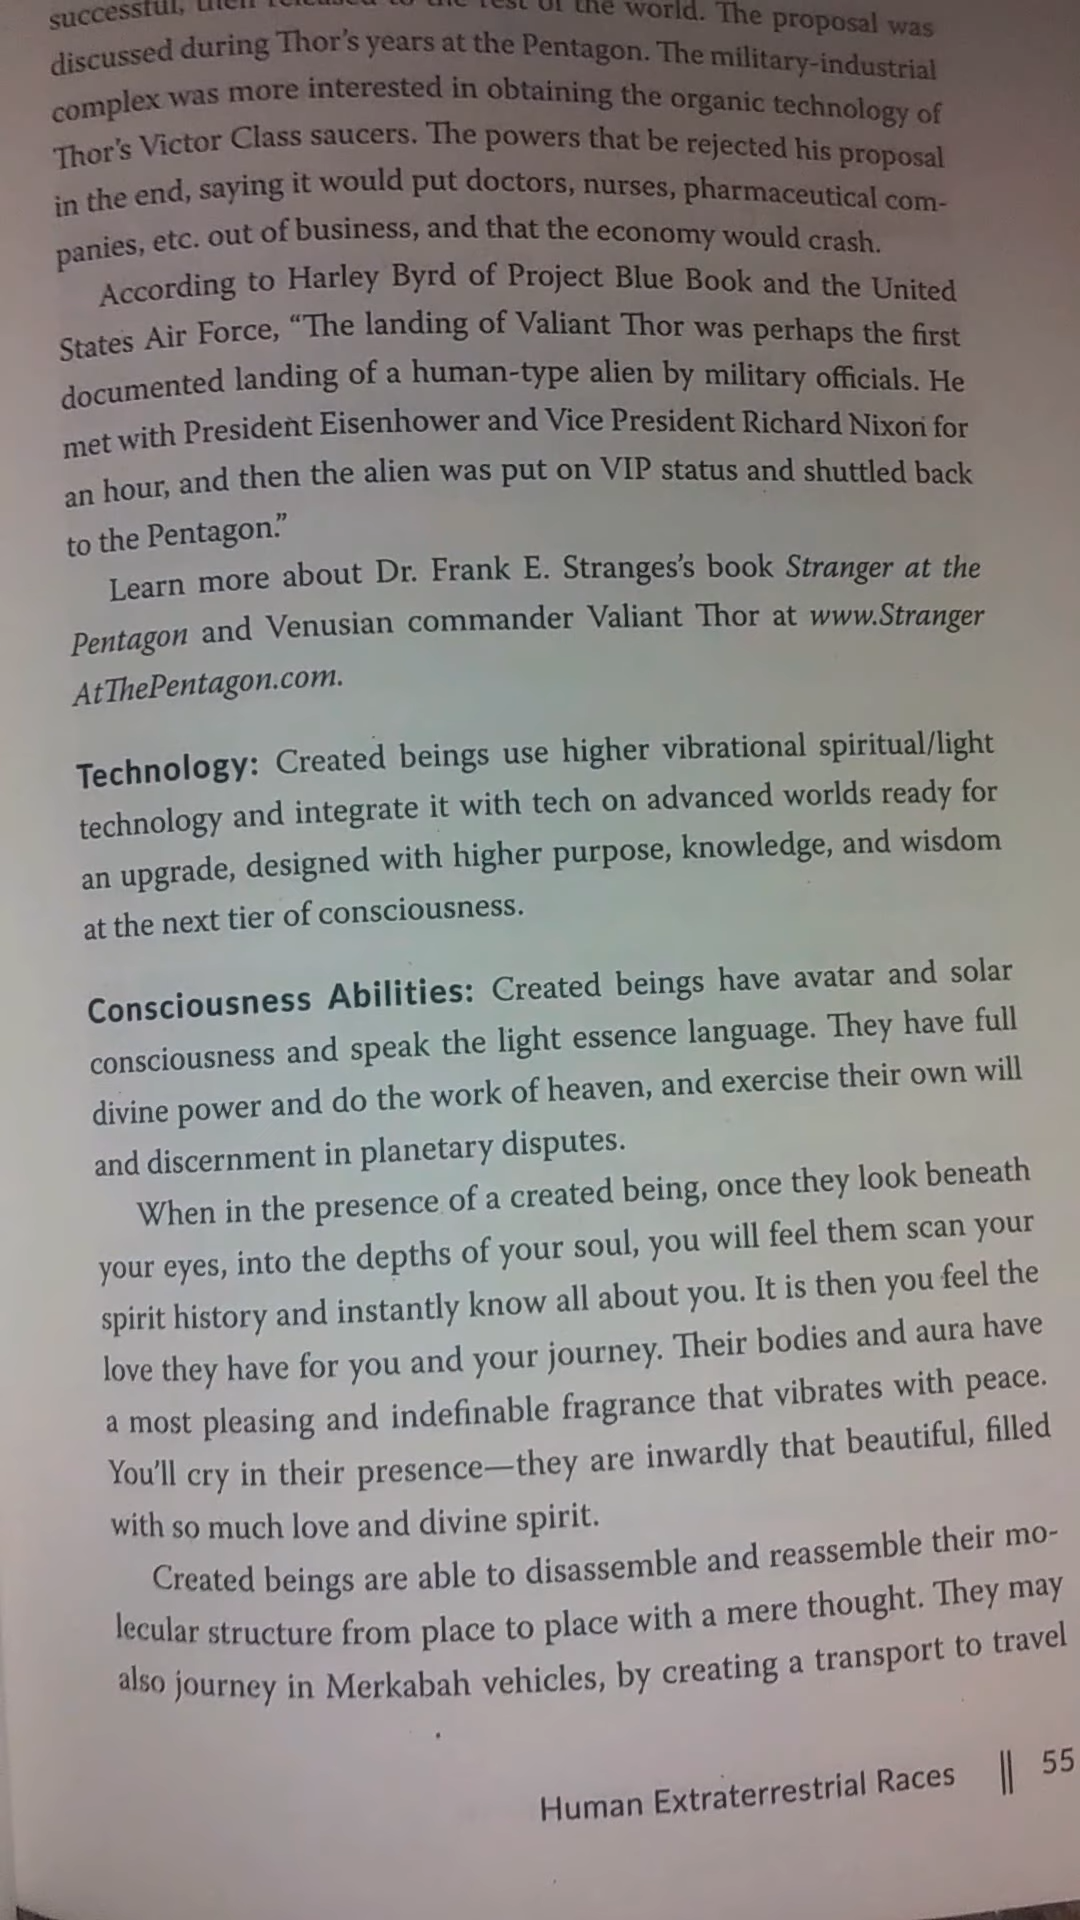 successful, then released to the rest of the world. The proposal was
discussed during Thor's years at the Pentagon. The military-industrial
complex was more interested in obtaining the organic technology of
Thor's Victor Class saucers. The powers that be rejected his proposal
in the end, saying it would put doctors, nurses, pharmaceutical com-
panies, etc. out of business, and that the economy would crash.
According to Harley Byrd of Project Blue Book and the United
States Air Force, “The landing of Valiant Thor was perhaps the first
documented landing of a human-type alien by military officials. He
met with President Eisenhower and Vice President Richard Nixon for
an hour, and then the alien was put on VIP status and shuttled back
to the Pentagon.”
Learn more about Dr. Frank E. Stranges's book Stranger at the
Pentagon and Venusian commander Valiant Thor at www.Stranger
AtThePentagon.com.
Technology: Created beings use higher vibrational spiritual/light
technology and integrate it with tech on advanced worlds ready for
an upgrade, designed with higher purpose, knowledge, and wisdom
at the next tier of consciousness.
Consciousness Abilities: Created beings have avatar and solar
consciousness and speak the light essence language. They have full
divine power and do the work of heaven, and exercise their own will
and discernment in planetary disputes.
When in the presence of a created being, once they look beneath
your eyes, into the depths of your soul, you will feel them scan your
spirit history and instantly know all about you. It is then you feel the
love they have for you and your journey. Their bodies and aura have
a most pleasing and indefinable fragrance that vibrates with peace.
You'll cry in their presence—they are inwardly that beautiful, filled
with so much love and divine spirit.
Created beings are able to disassemble and reassemble their mo-
lecular structure from place to place with a mere thought. They may
also journey in Merkabah vehicles, by creating a transport to travel
Human Extraterrestrial Races || 55